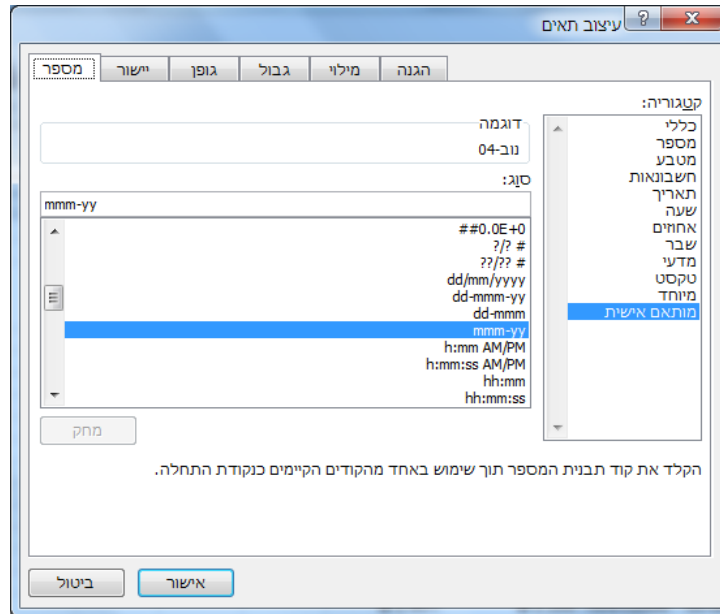 עיצוב תאים
מספר
יישור
גופן
גבול
מילוי
הגנה
קטגוריה:
כללי
מספר
מטבע
חשבונאות
תאריך
שעה
אחוזים
שבר
מדעי
טקסט
מיוחד
מותאם אישית
דוגמה
נוב-04
סוג:
mmm-yy
##0.0E+0
# ?/?
# ??/??
dd/mm/yyyy
dd-mmm-yy
dd-mmm
mmm-yy
h:mm AM/PM
h:mm:ss AM/PM
hh:mm
hh:mm:ss
מחק
הקלד את קוד תבנית המספר תוך שימוש באחד מהקודים הקיימים כנקודת התחלה.
אישור
ביטול